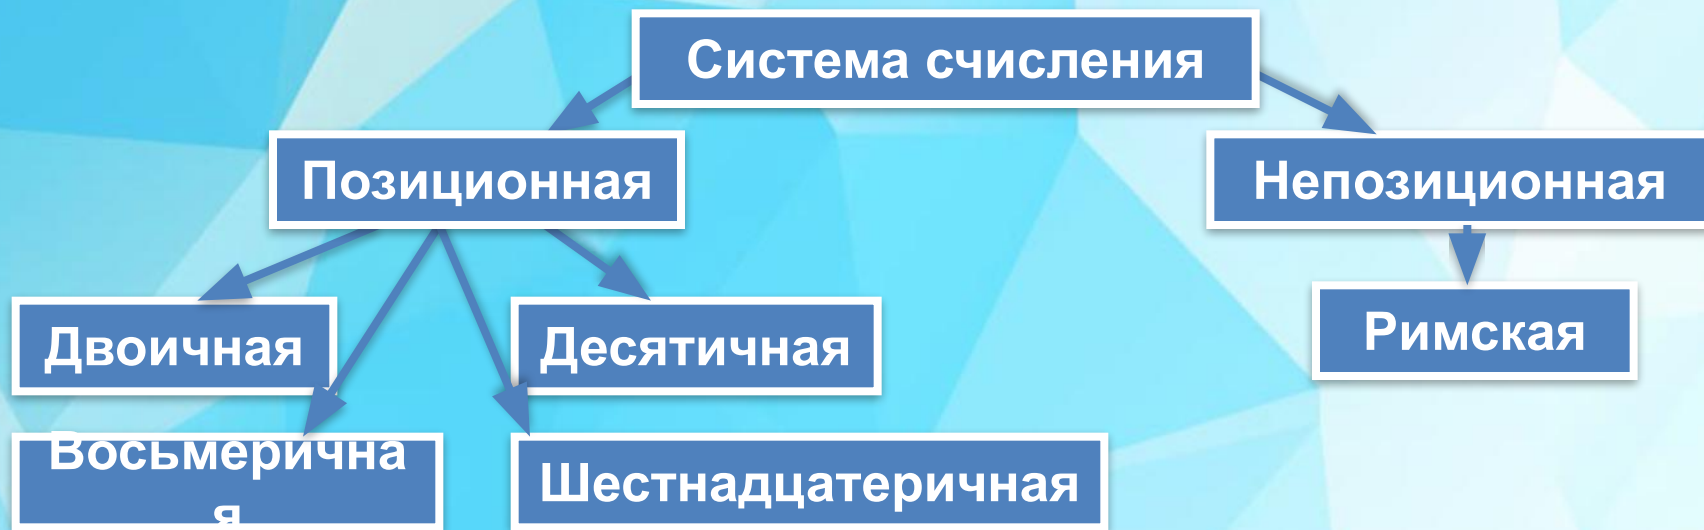 Система счисления
Позиционная
Непозиционная
Двоичная
Десятичная
Римская
Восьмерична
я
Шестнадцатеричная